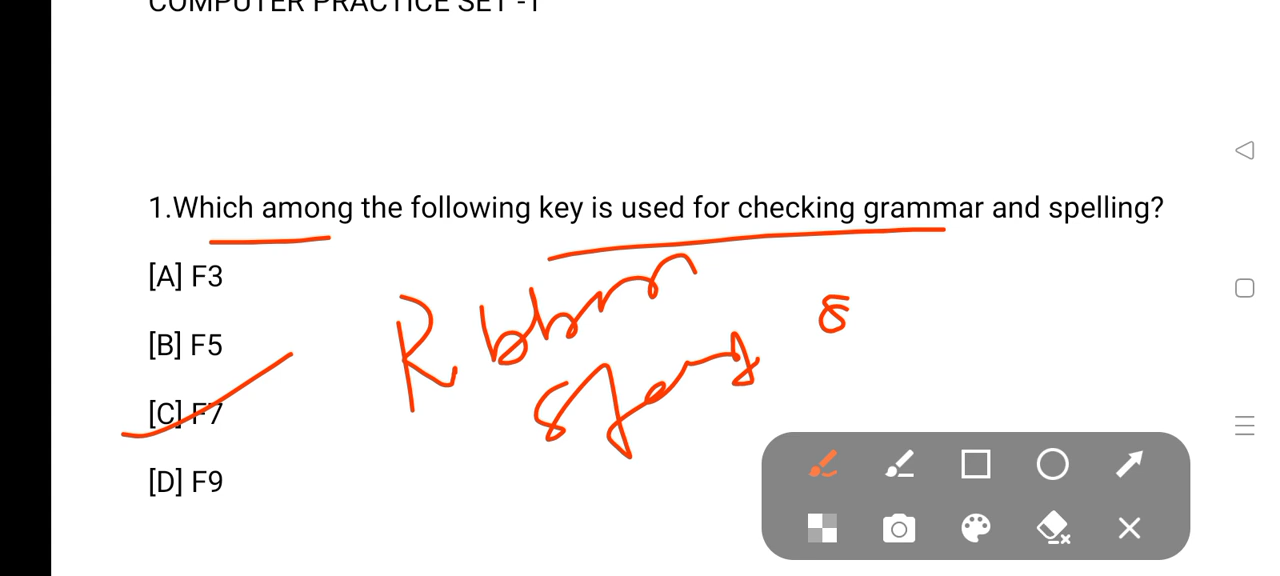 COMPUTER PRACTICE SET -1
1.Which among the following key is used for checking grammar and spelling?
[A] F3
[B] F5
[C] F7
[D] F9